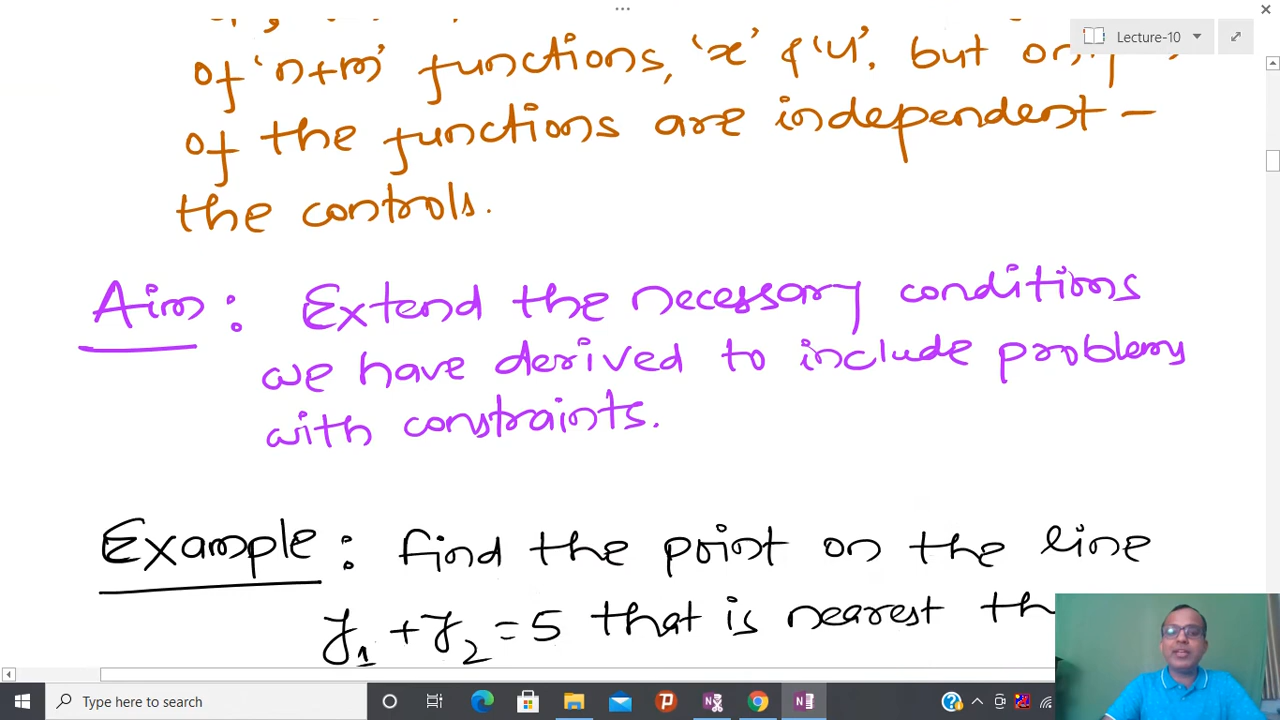 Lecture-10
of 'n+m' functions, 'x' & 'u', but
of the functions are independent –
the controls.
Aim : Extend the necessary conditions
we have derived to include problems
with constraints.
Example : Find the point on the line
y1 + y2 = 5 that is nearest
Type here to search